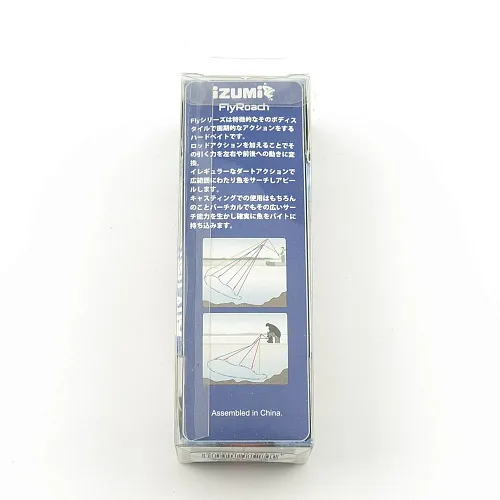 iZUMi
FlyRoach
Flyシリーズは特徴的なそのボディス
タイルで画期的なアクションをする
ハードベイトです。
ロッドアクションを加えることでそ
の引く力を左右や前後への動きに変
換。
イレギュラーなダートアクションで
広範囲にわたり魚をサーチしアピー
ルします。
キャスティングでの使用はもちろん
のことバーチカルでもその広いサー
チ能力を生かし確実に魚をバイトに
持ち込みます。
Assembled in China.